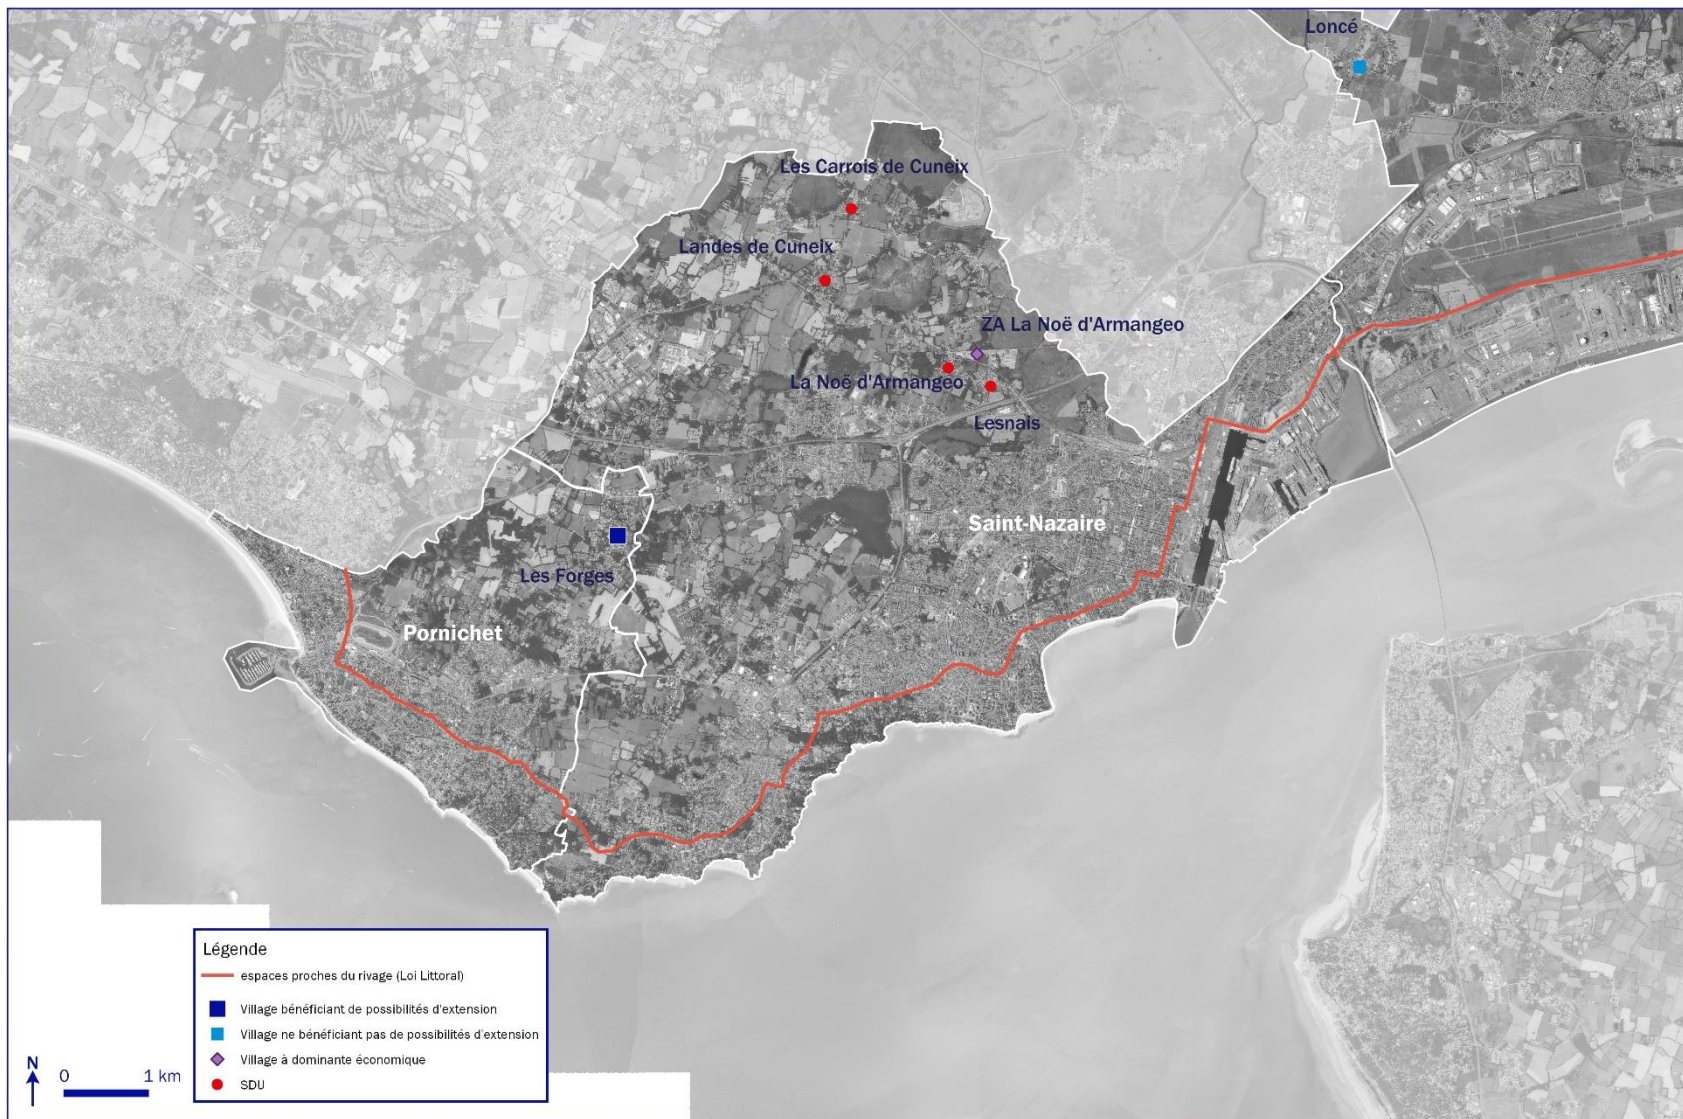 Loncé
Les Carrois de Cuneix
Landes de Cuneix
ZA La Noë d'Armangeo
La Noë d'Armangeo
Lesnais
Saint-Nazaire
Les Forges
Pornichet
Légende
espaces proches du rivage (Loi Littoral)
Village bénéficiant de possibilités d'extension
Village ne bénéficiant pas de possibilités d'extension
Village à dominante économique
SDU
N
0 1 km